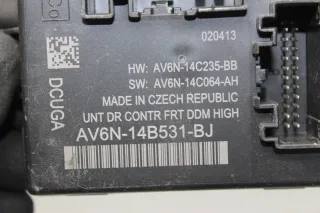 Co
020413
HW: AV6N-14C235-BB
SW: AV6N-14C064-AH
MADE IN CZECH REPUBLIC
UNT DR CONTR FRT DDM HIGH
AV6N-14B531-BJ
DCUGA